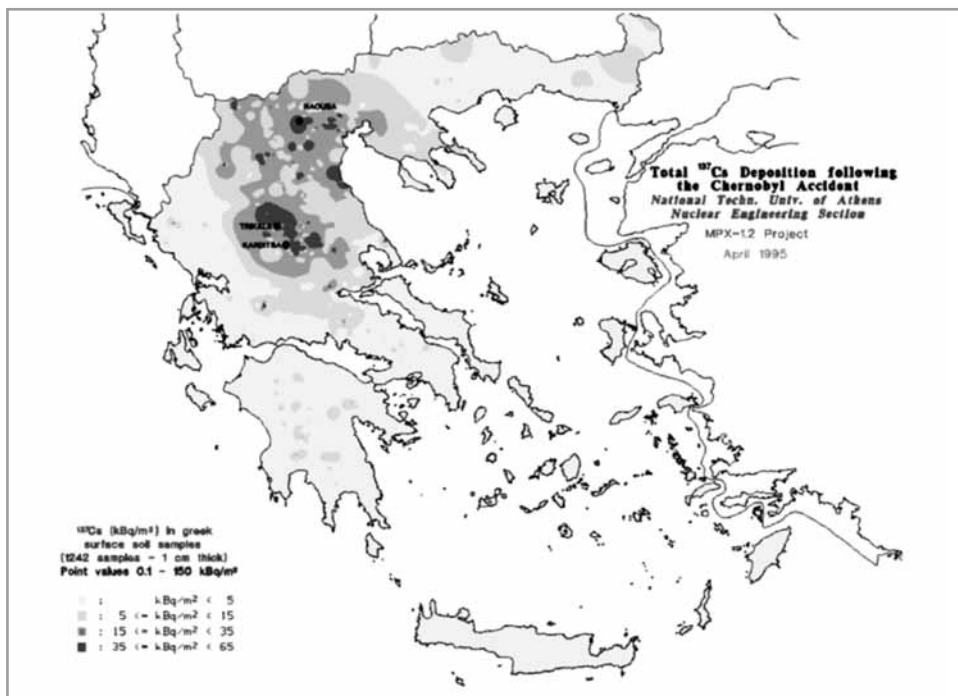 NAOUSA
Total ¹³⁷Cs Deposition following
the Chernobyl Accident
National Techn. Univ. of Athens
Nuclear Engineering Section
MPX-1.2 Project
April 1995
TRIKALA
KARDITSA
¹³⁷Cs (kBq/m²) in greek
surface soil samples
(1242 samples - 1 cm thick)
Point values 0.1 - 150 kBq/m²
: kBq/m² < 5
: 5 <= kBq/m² < 15
: 15 <= kBq/m² < 35
: 35 <= kBq/m² < 65